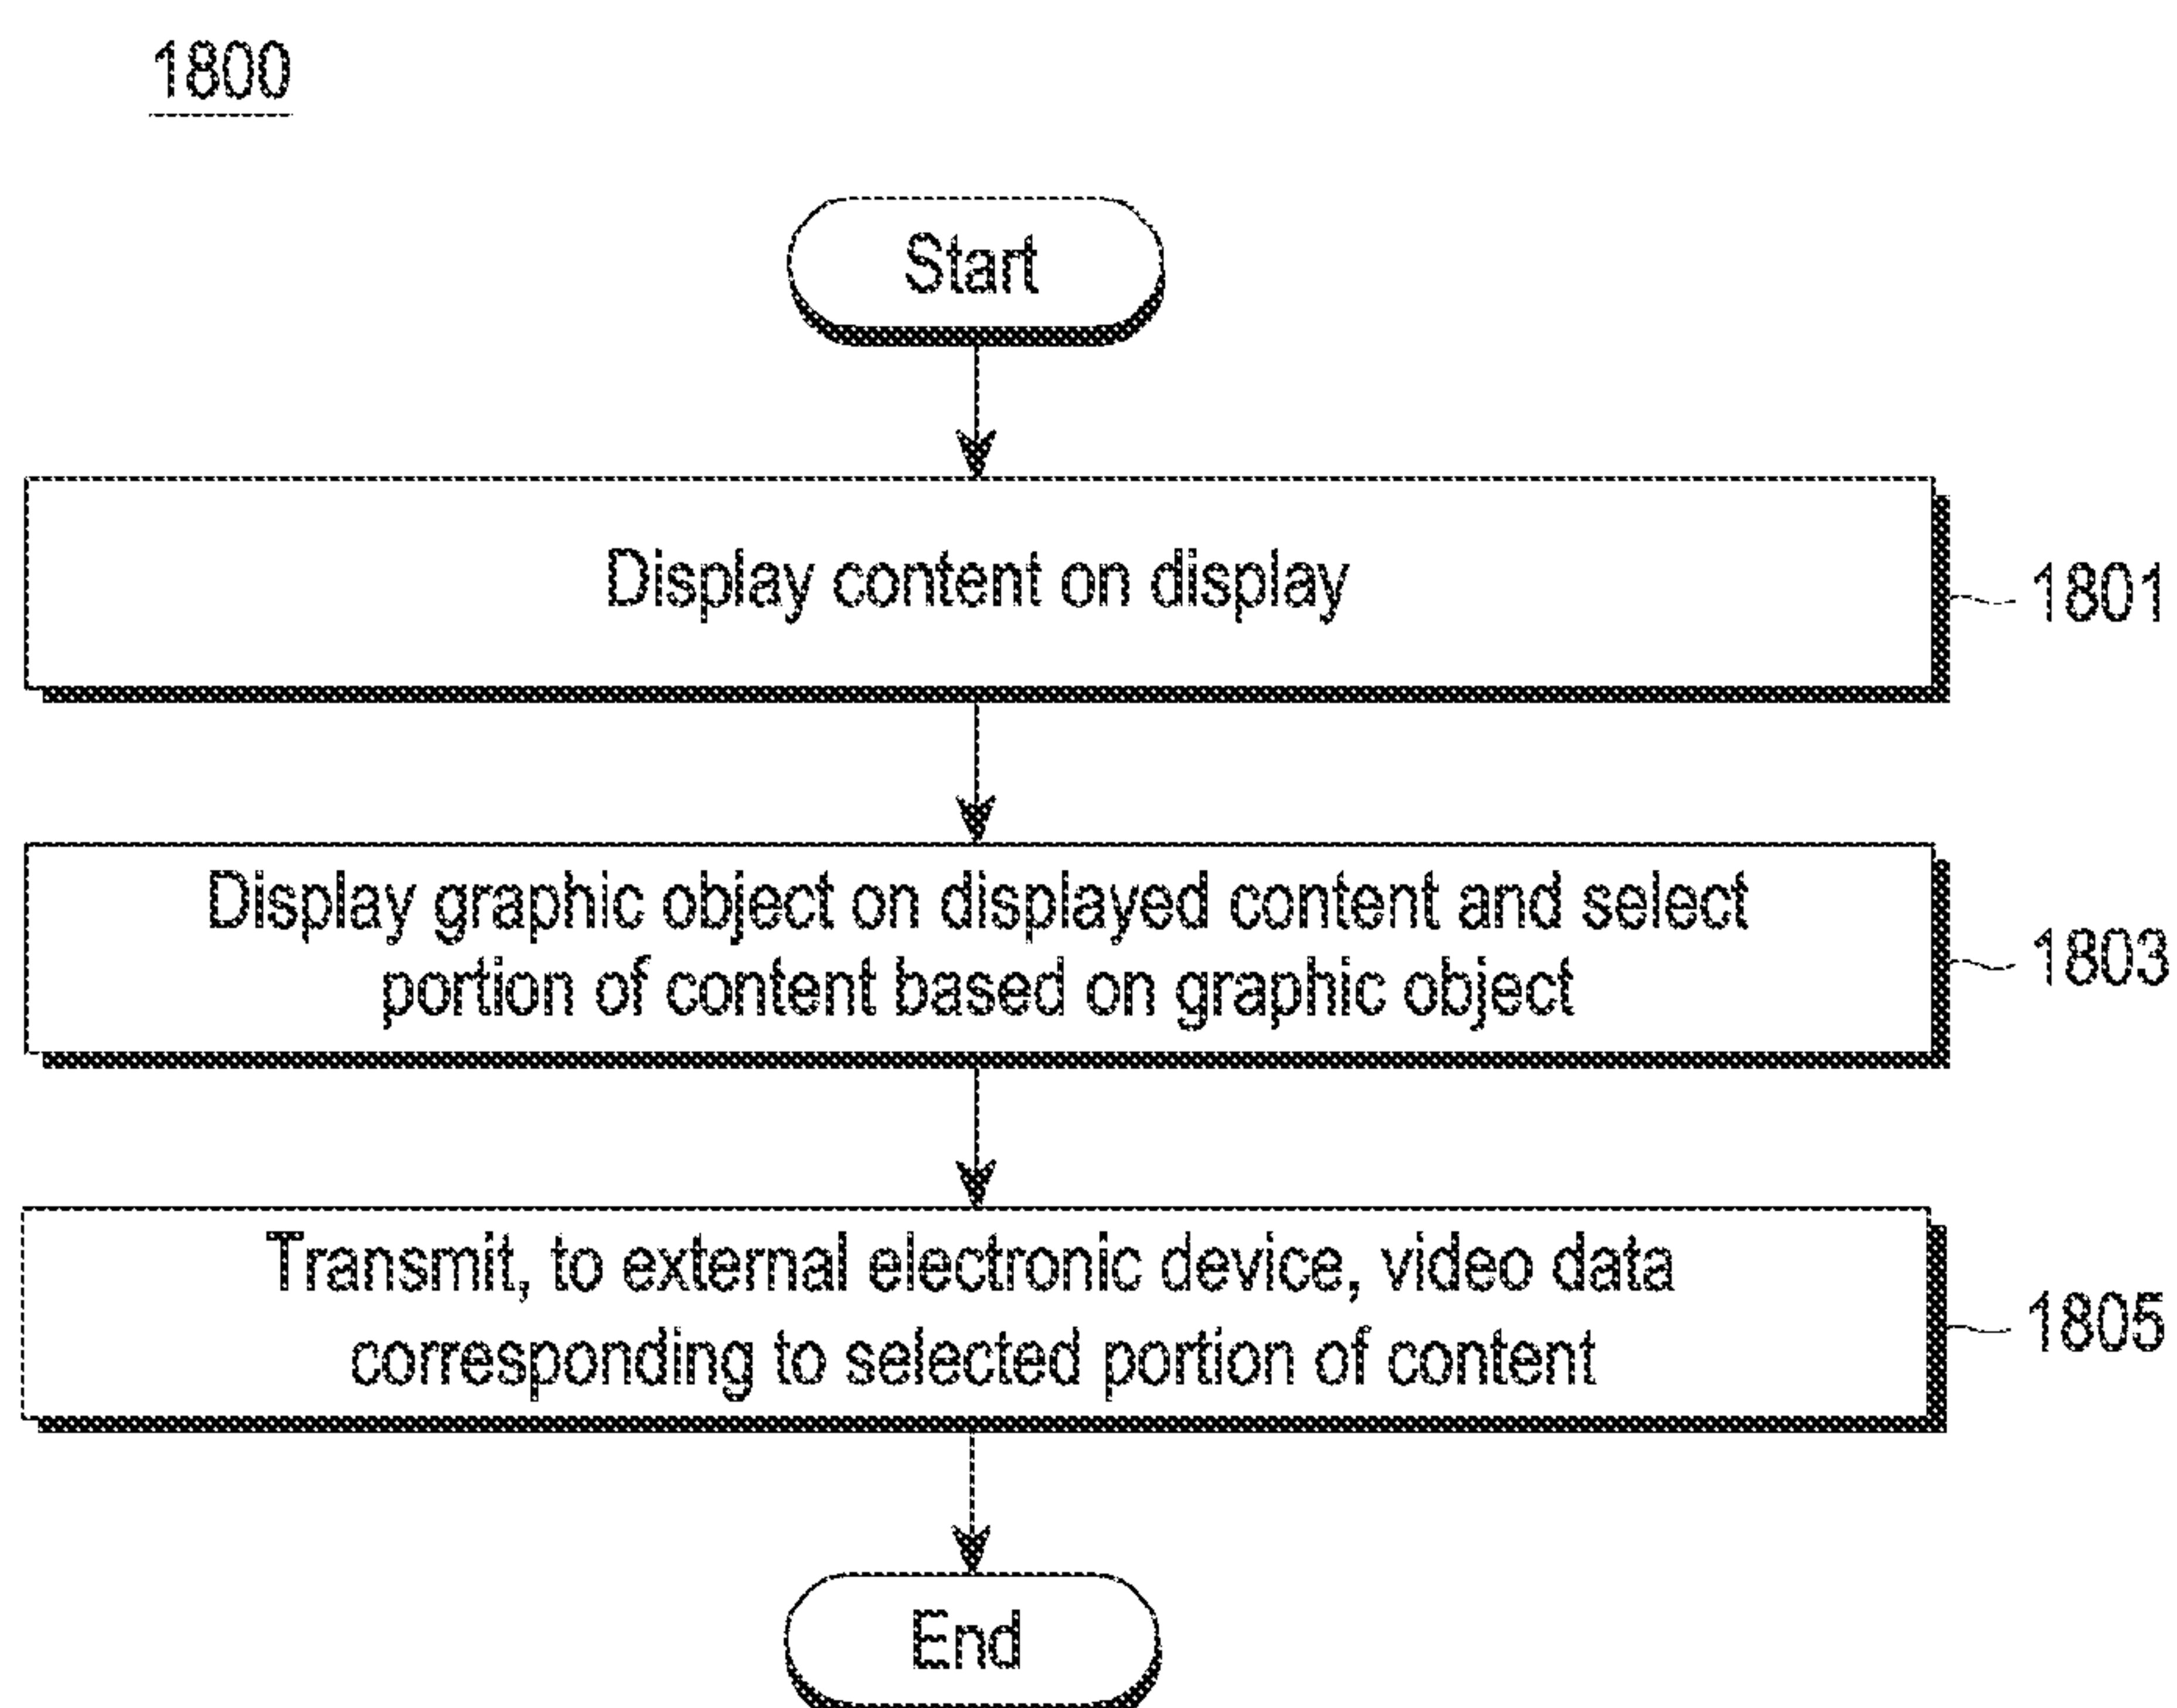 1800
Start
Display content on display
1801
Display graphic object on displayed content and select
portion of content based on graphic object
1803
Transmit, to external electronic device, video data
corresponding to selected portion of content
1805
End